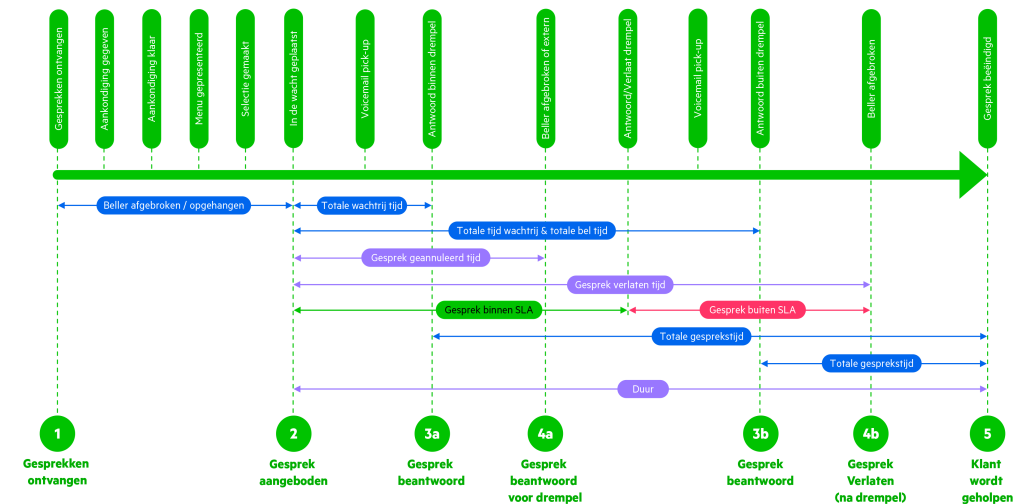 Gesprekken ontvangen
Aankondiging gegeven
Aankondiging klaar
Menu gepresenteerd
Selectie gemaakt
In de wacht geplaatst
Voicemail pick-up
Antwoord binnen drempel
Beller afgebroken of extern
Antwoord/Verlaat drempel
Voicemail pick-up
Antwoord buiten drempel
Beller afgebroken
Gesprek beëindigd
Beller afgebroken / opgehangen
Totale wachtrij tijd
Totale tijd wachtrij & totale bel tijd
Gesprek geannuleerd tijd
Gesprek verlaten tijd
Gesprek binnen SLA
Gesprek buiten SLA
Totale gesprekstijd
Totale gesprekstijd
Duur
1
Gesprekken
ontvangen
2
Gesprek
aangeboden
3a
Gesprek
beantwoord
4a
Gesprek
beantwoord
voor drempel
3b
Gesprek
beantwoord
4b
Gesprek
Verlaten
(na drempel)
5
Klant
wordt
geholpen